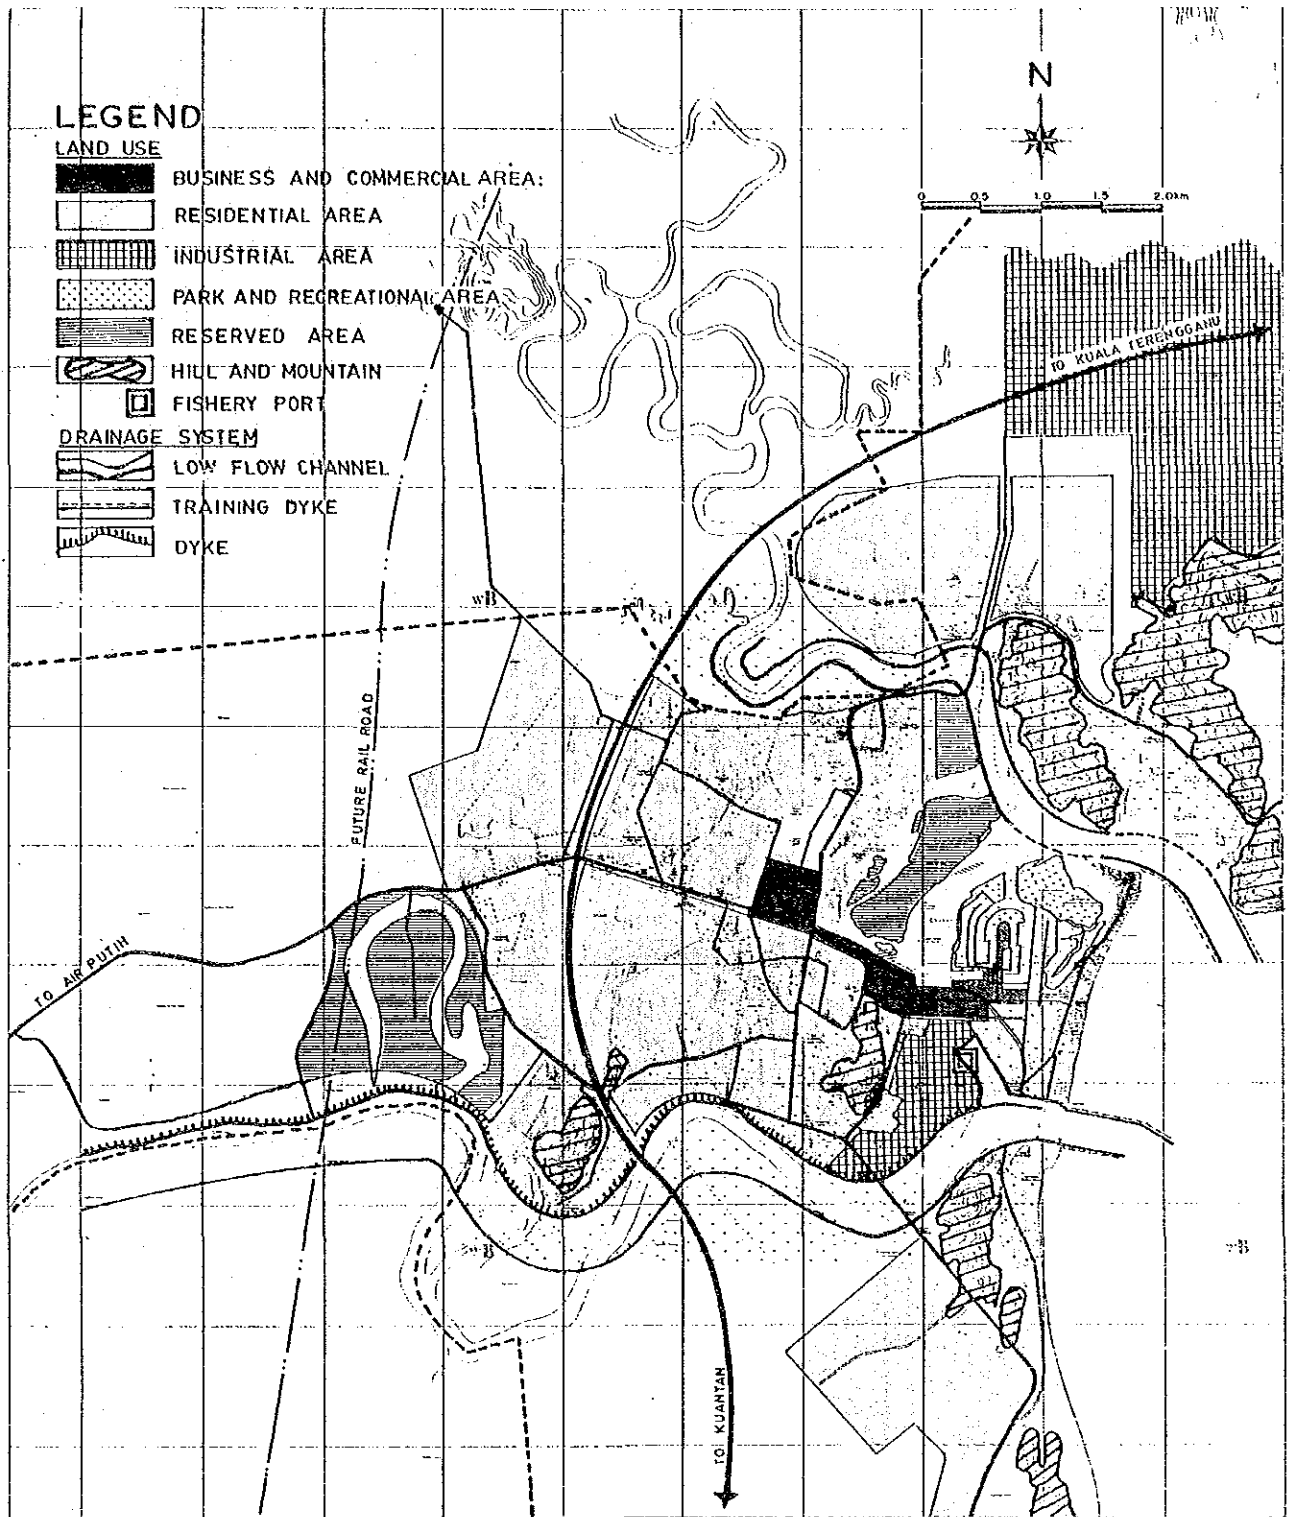 LEGEND
LAND USE
BUSINESS AND COMMERCIAL AREA:
RESIDENTIAL AREA
INDUSTRIAL AREA
PARK AND RECREATIONAL AREA
RESERVED AREA
HILL AND MOUNTAIN
FISHERY PORT
DRAINAGE SYSTEM
LOW FLOW CHANNEL
TRAINING DYKE
DYKE
N
0 0.5 1.0 1.5 2.0km
TO KUALA TERENGGANU
wB
wB
FUTURE RAIL ROAD
TO AIR PUTIH
TO KUANTAN